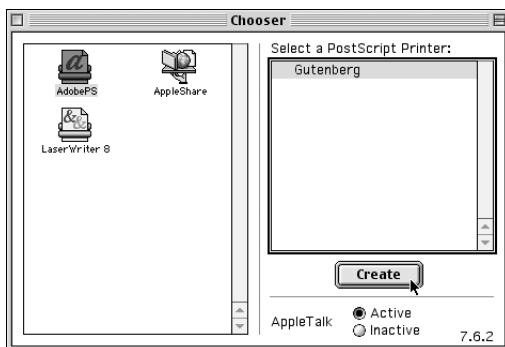 Chooser
AdobePS
AppleShare
LaserWriter 8
Select a PostScript Printer:
Gutenberg
Create
AppleTalk
Active
Inactive
7.6.2